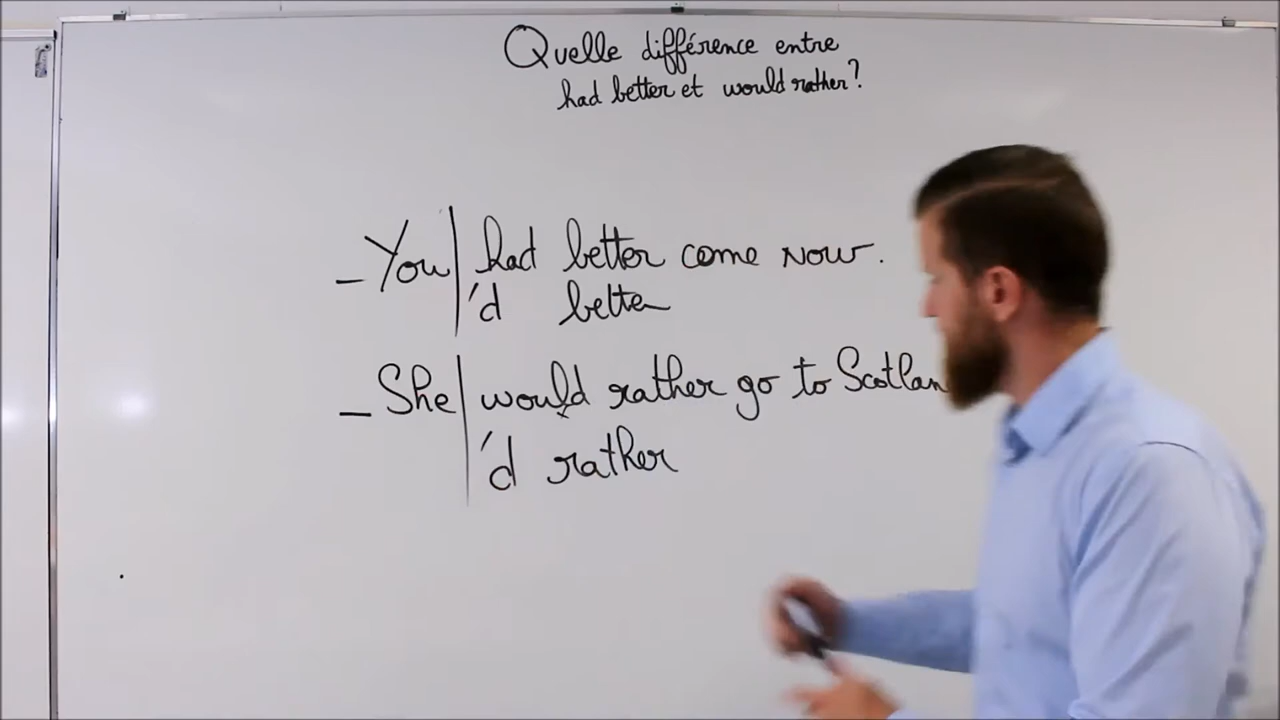 Quelle différence entre
had better et would rather?
- You | had better come now.
'd better
- She | would rather go to Scotlan
'd rather